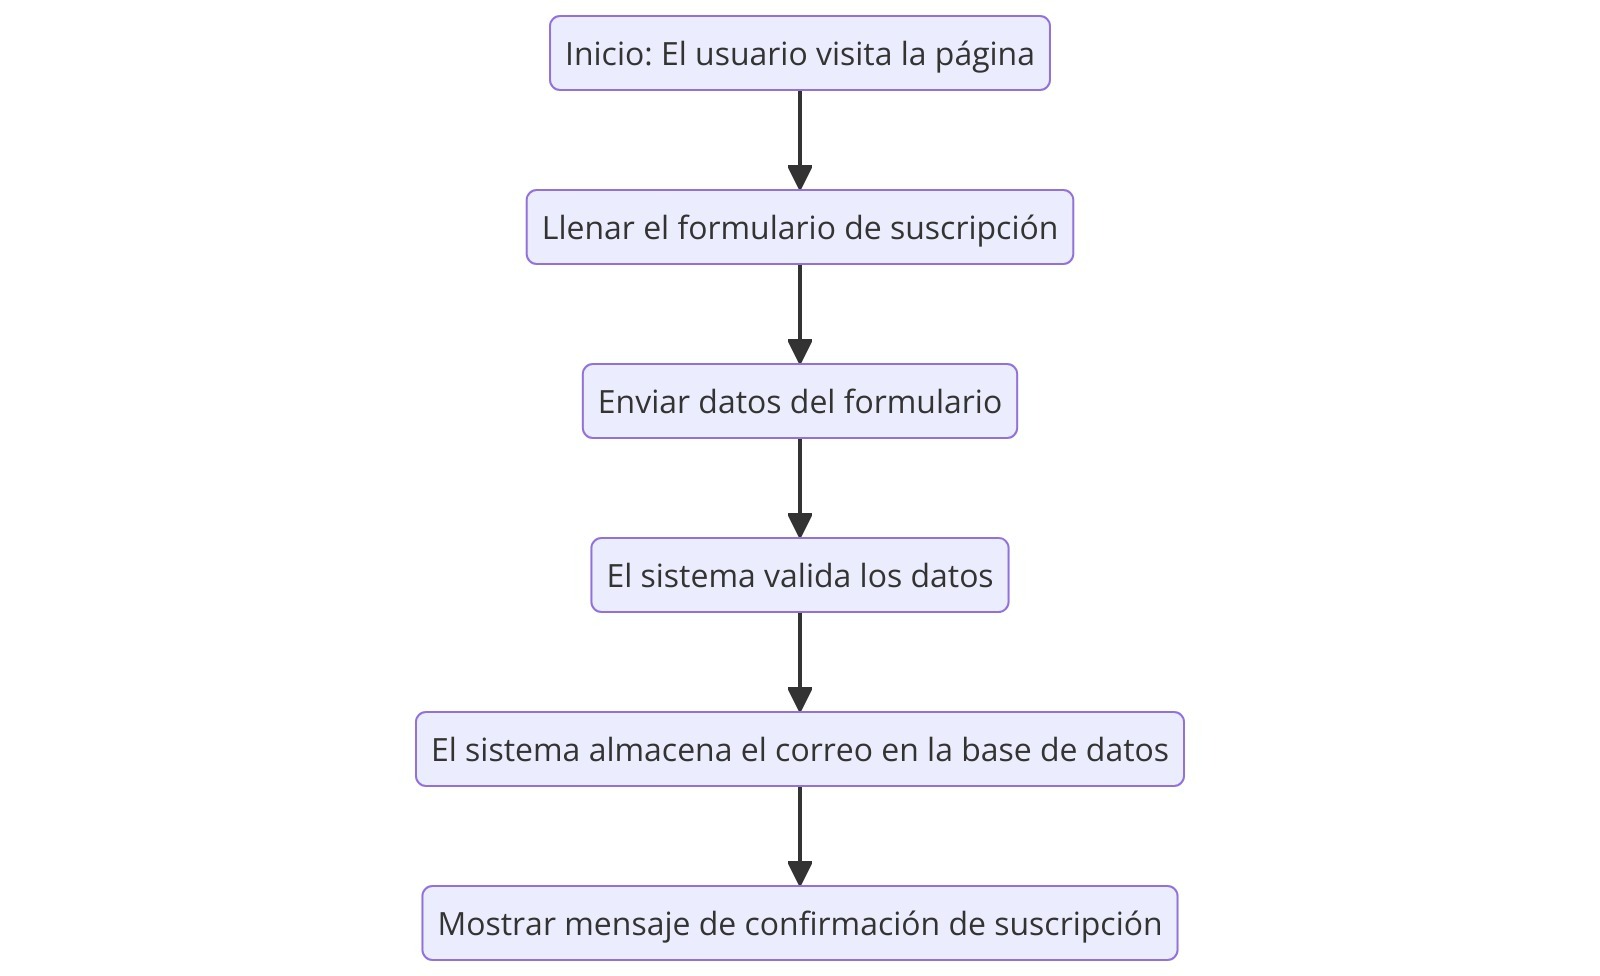 Inicio: El usuario visita la página
Llenar el formulario de suscripción
Enviar datos del formulario
El sistema valida los datos
El sistema almacena el correo en la base de datos
Mostrar mensaje de confirmación de suscripción